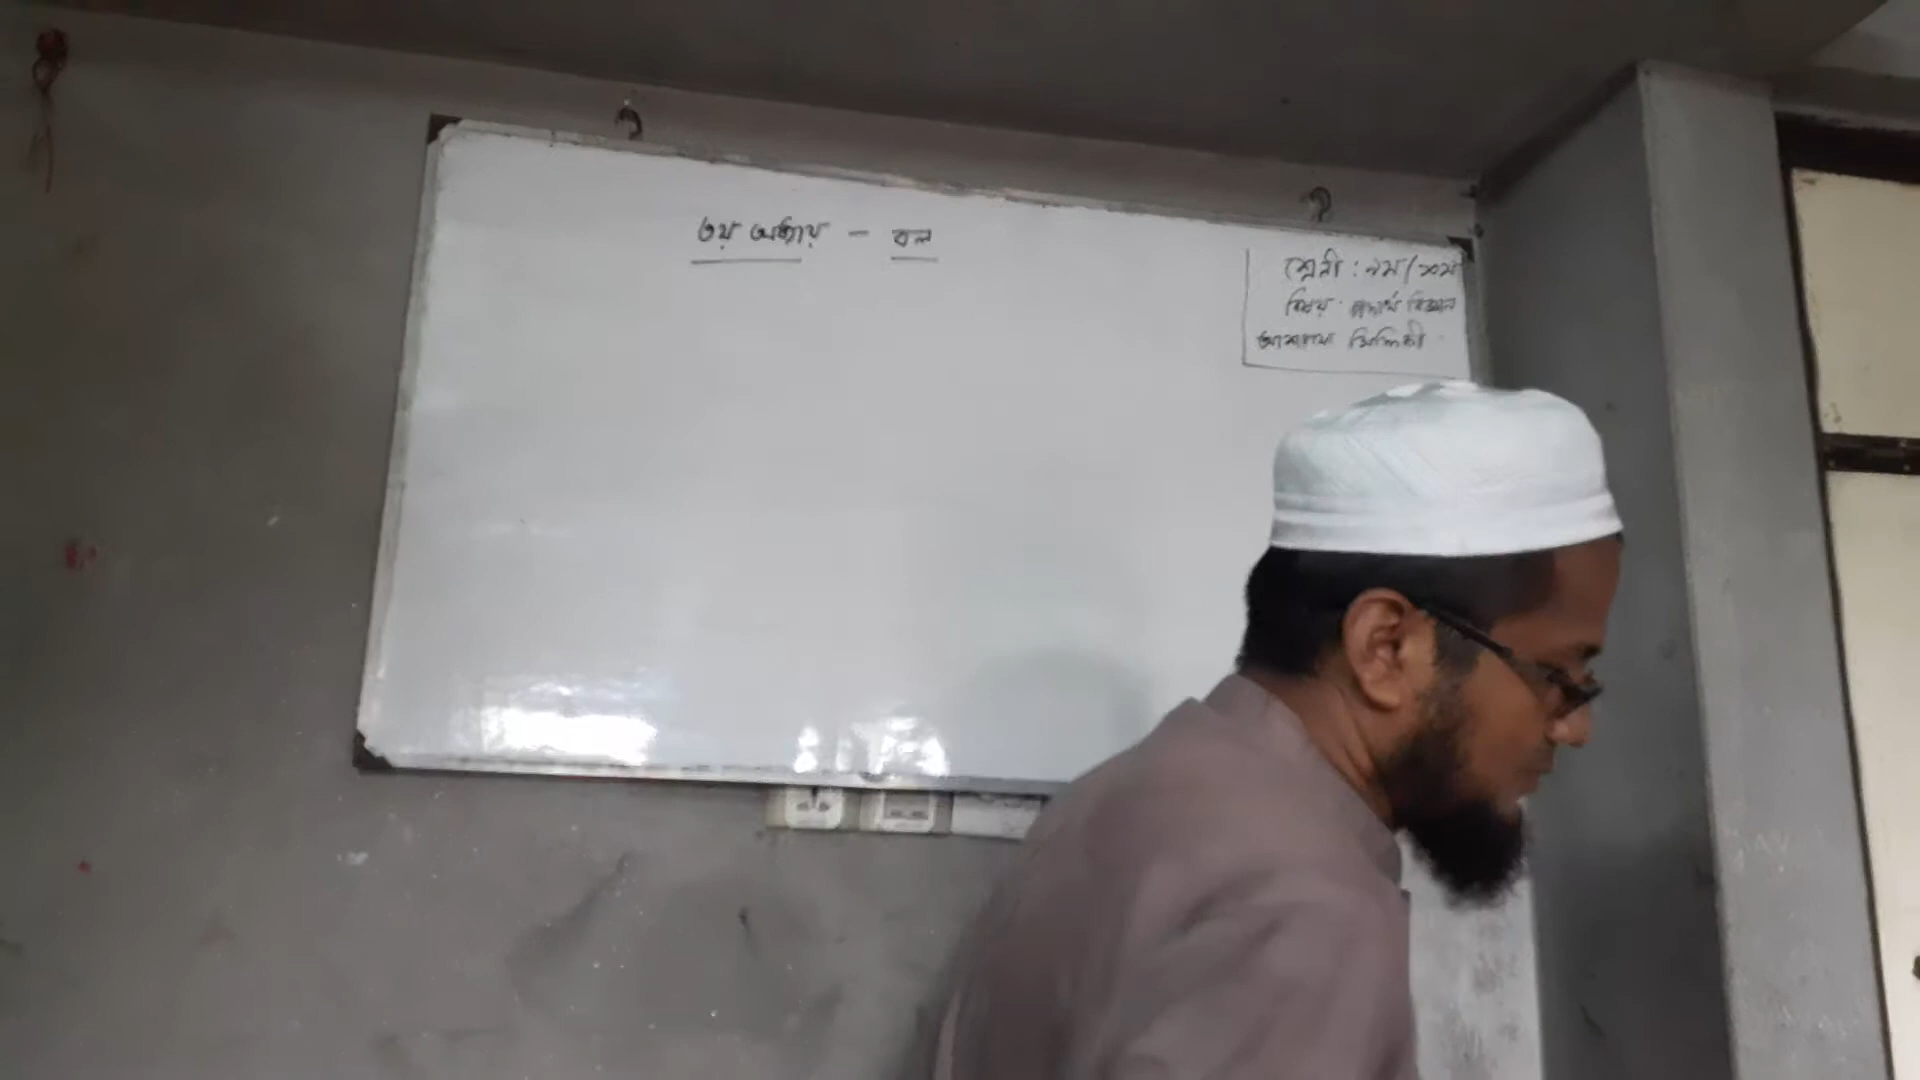 ৩য় অধ্যায় - বল
শ্রেনী : ৯ম/১০ম
বিষয় : পদার্থ বিজ্ঞান
সিদ্দিকী